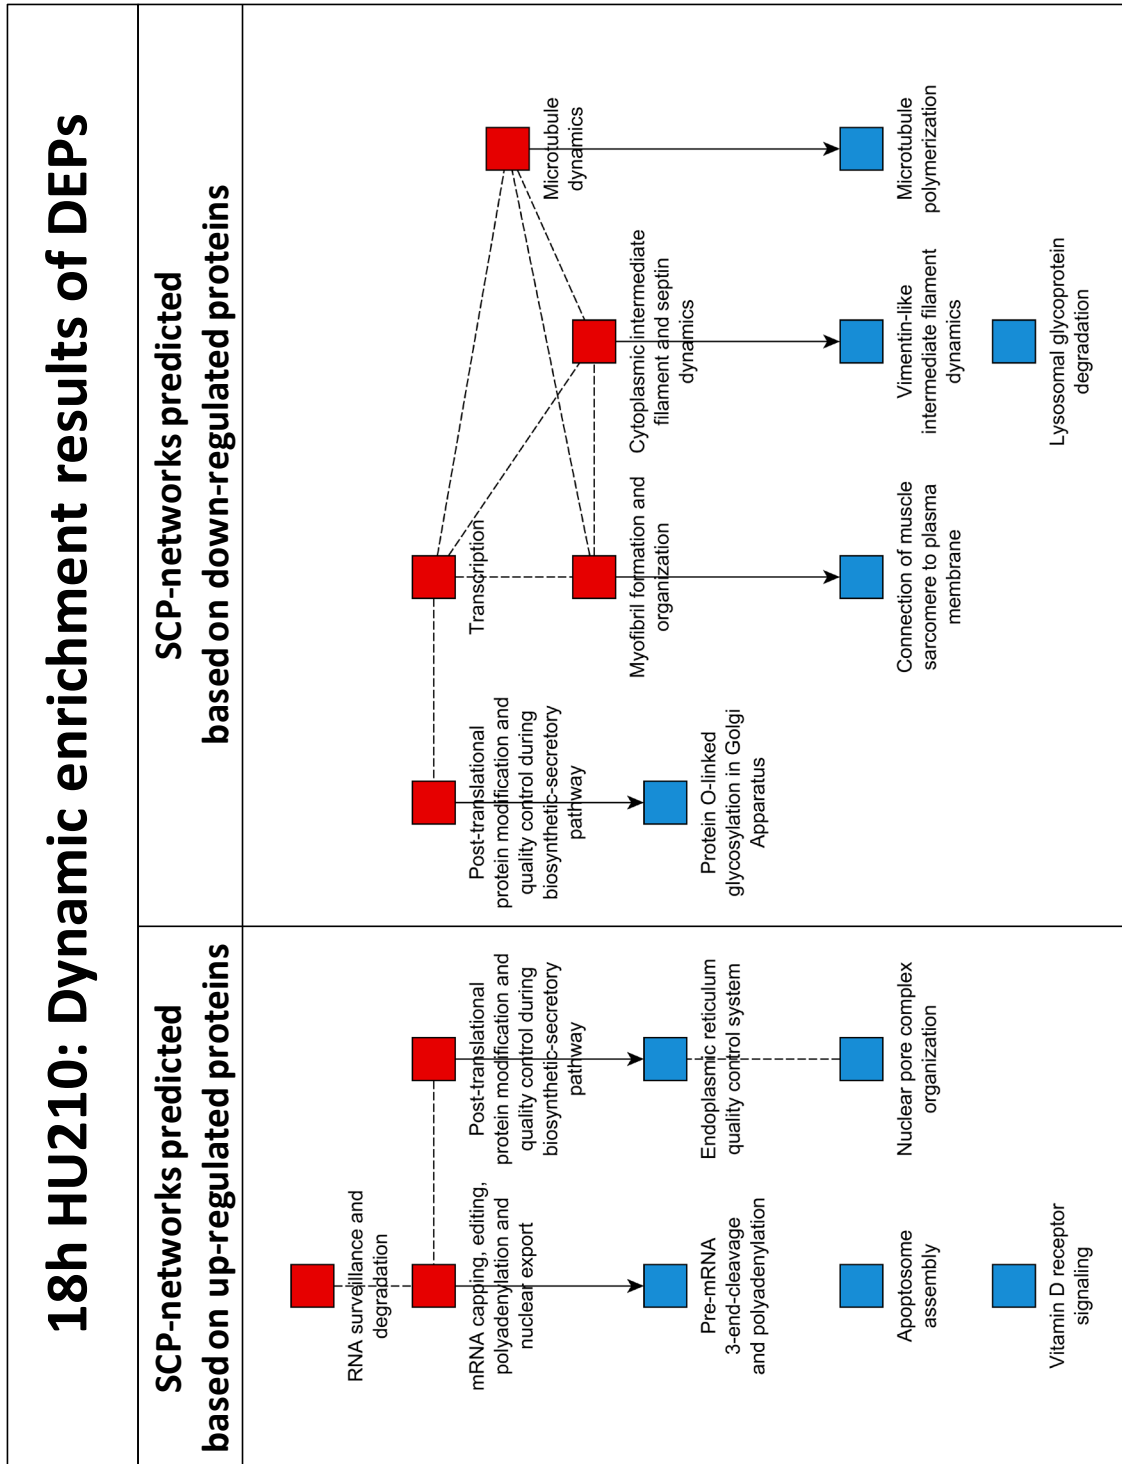 18h HU210: Dynamic enrichment results of DEPs
SCP-networks predicted
based on up-regulated proteins
SCP-networks predicted
based on down-regulated proteins
RNA surveillance and
degradation
mRNA capping, editing,
polyadenylation and
nuclear export
Post-translational
protein modification and
quality control during
biosynthetic-secretory
pathway
Pre-mRNA
3-end-cleavage
and polyadenylation
Endoplasmic reticulum
quality control system
Apoptosome
assembly
Nuclear pore complex
organization
Vitamin D receptor
signaling
Post-translational
protein modification and
quality control during
biosynthetic-secretory
pathway
Transcription
Microtubule
dynamics
Myofibril formation and
organization
Cytoplasmic intermediate
filament and septin
dynamics
Protein O-linked
glycosylation in Golgi
Apparatus
Connection of muscle
sarcomere to plasma
membrane
Vimentin-like
intermediate filament
dynamics
Microtubule
polymerization
Lysosomal glycoprotein
degradation